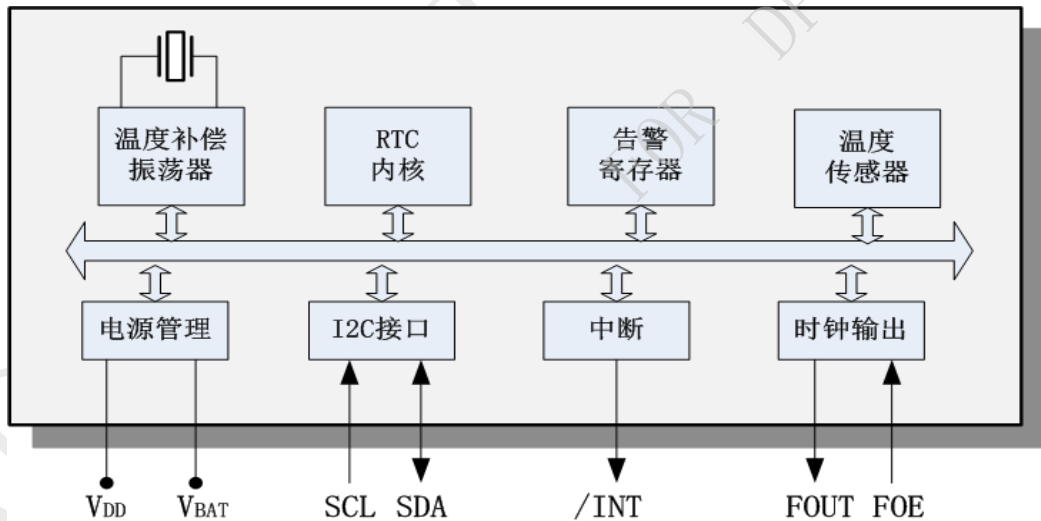 温度补偿
振荡器
RTC
内核
告警
寄存器
温度
传感器
电源管理
I2C接口
中断
时钟输出
VDD
VBAT
SCL
SDA
/INT
FOUT
FOE
FOR